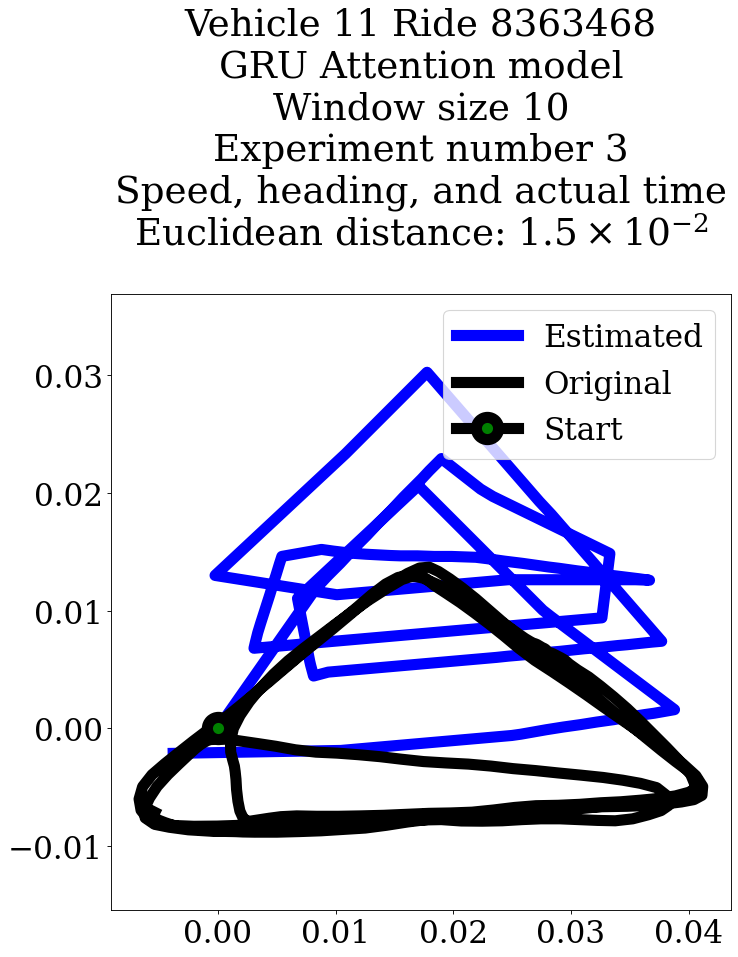 Vehicle 11 Ride 8363468
GRU Attention model
Window size 10
Experiment number 3
Speed, heading, and actual time
Euclidean distance: 1.5 × 10⁻²
Estimated
Original
Start
0.03
0.02
0.01
0.00
−0.01
0.00 0.01 0.02 0.03 0.04